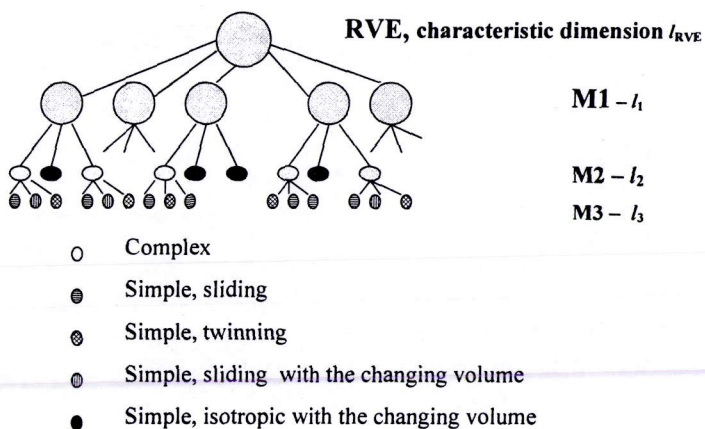 RVE, characteristic dimension lRVE
M1 – l1
M2 – l2
M3 – l3
Complex
Simple, sliding
Simple, twinning
Simple, sliding with the changing volume
Simple, isotropic with the changing volume